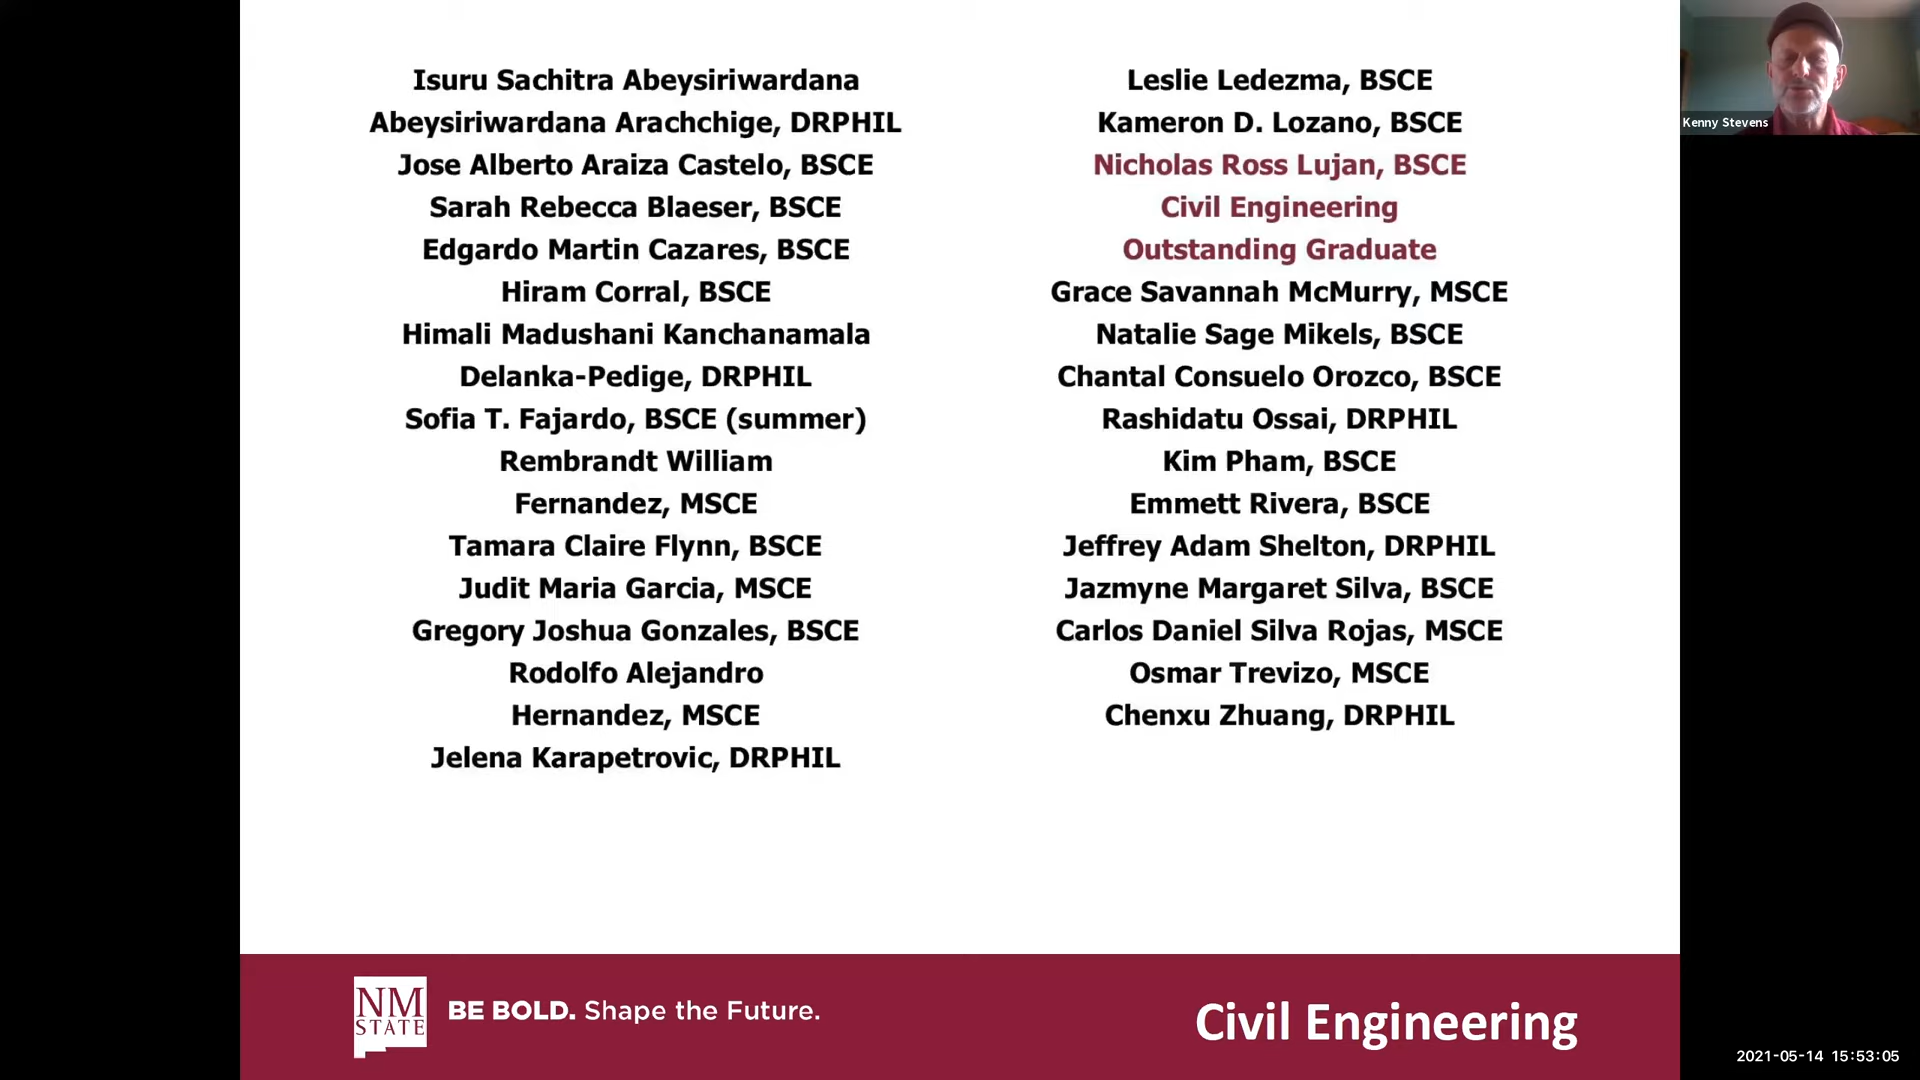 Isuru Sachitra Abeysiriwardana
Abeysiriwardana Arachchige, DRPHIL
Jose Alberto Araiza Castelo, BSCE
Sarah Rebecca Blaeser, BSCE
Edgardo Martin Cazares, BSCE
Hiram Corral, BSCE
Himali Madushani Kanchanamala
Delanka-Pedige, DRPHIL
Sofia T. Fajardo, BSCE (summer)
Rembrandt William
Fernandez, MSCE
Tamara Claire Flynn, BSCE
Judit Maria Garcia, MSCE
Gregory Joshua Gonzales, BSCE
Rodolfo Alejandro
Hernandez, MSCE
Jelena Karapetrovic, DRPHIL
Leslie Ledezma, BSCE
Kameron D. Lozano, BSCE
Nicholas Ross Lujan, BSCE
Civil Engineering
Outstanding Graduate
Grace Savannah McMurry, MSCE
Natalie Sage Mikels, BSCE
Chantal Consuelo Orozco, BSCE
Rashidatu Ossai, DRPHIL
Kim Pham, BSCE
Emmett Rivera, BSCE
Jeffrey Adam Shelton, DRPHIL
Jazmyne Margaret Silva, BSCE
Carlos Daniel Silva Rojas, MSCE
Osmar Trevizo, MSCE
Chenxu Zhuang, DRPHIL
Kenny Stevens
NM
STATE
BE BOLD. Shape the Future.
Civil Engineering
2021-05-14 15:53:05